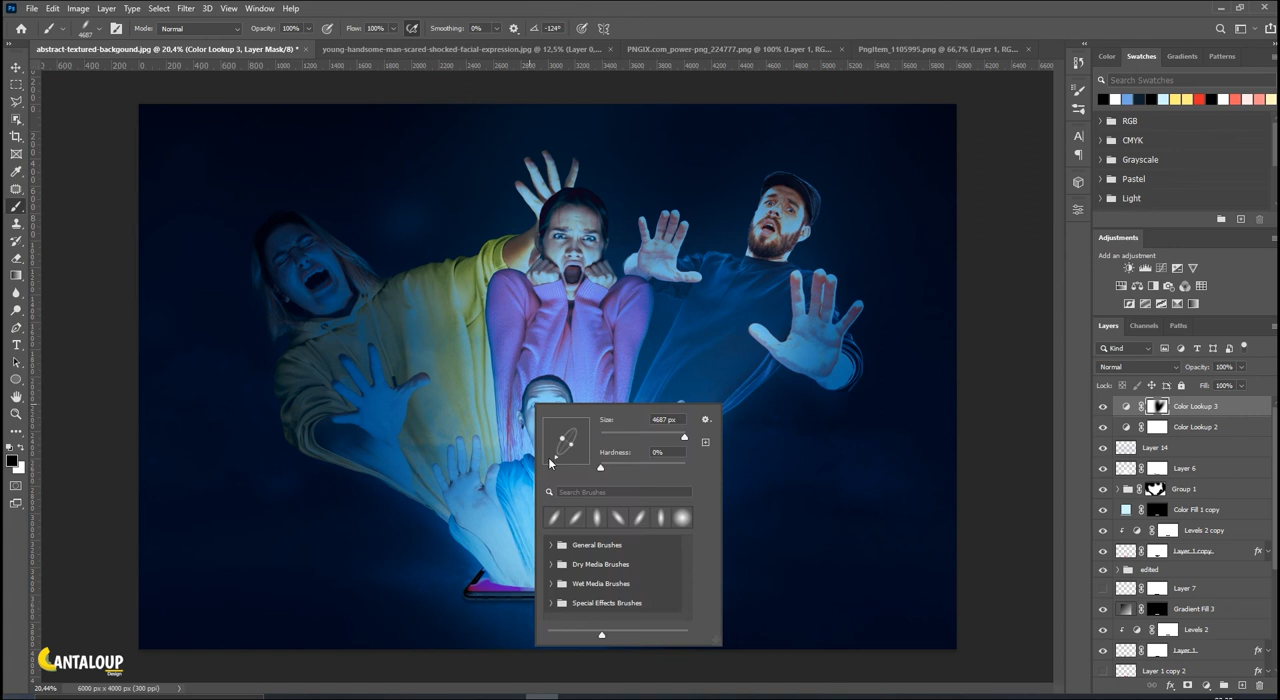 Ps File Edit Image Layer Type Select Filter 3D View Window Help
4687 Mode: Normal Opacity: 100% Flow: 100% Smoothing: 0% -124°
abstract-textured-backgound.jpg @ 20,4% (Color Lookup 3, Layer Mask/8) * × young-handsome-man-scared-shocked-facial-expression.jpg @ 12,5% (Layer 0,... × PNGIX.com_power-png_224777.png @ 100% (Layer 1, RG... × PngItem_1105995.png @ 66,7% (Layer 1, RG... ×
Color Swatches Gradients Patterns
Search Swatches
RGB
CMYK
Grayscale
Pastel
Light
Adjustments
Add an adjustment
Layers Channels Paths
Kind
Normal Opacity: 100%
Lock: Fill: 100%
Color Lookup 3
Color Lookup 2
Layer 14
Layer 6
Group 1
Color Fill 1 copy
Levels 2 copy
Layer 1 copy fx
edited
Layer 7
Gradient Fill 3
Levels 2
Layer 1 fx
Layer 1 copy 2
Size: 4687 px
Hardness: 0%
Search Brushes
General Brushes
Dry Media Brushes
Wet Media Brushes
Special Effects Brushes
CANTALOUP
Design
20,44% 6000 px x 4000 px (300 ppi)